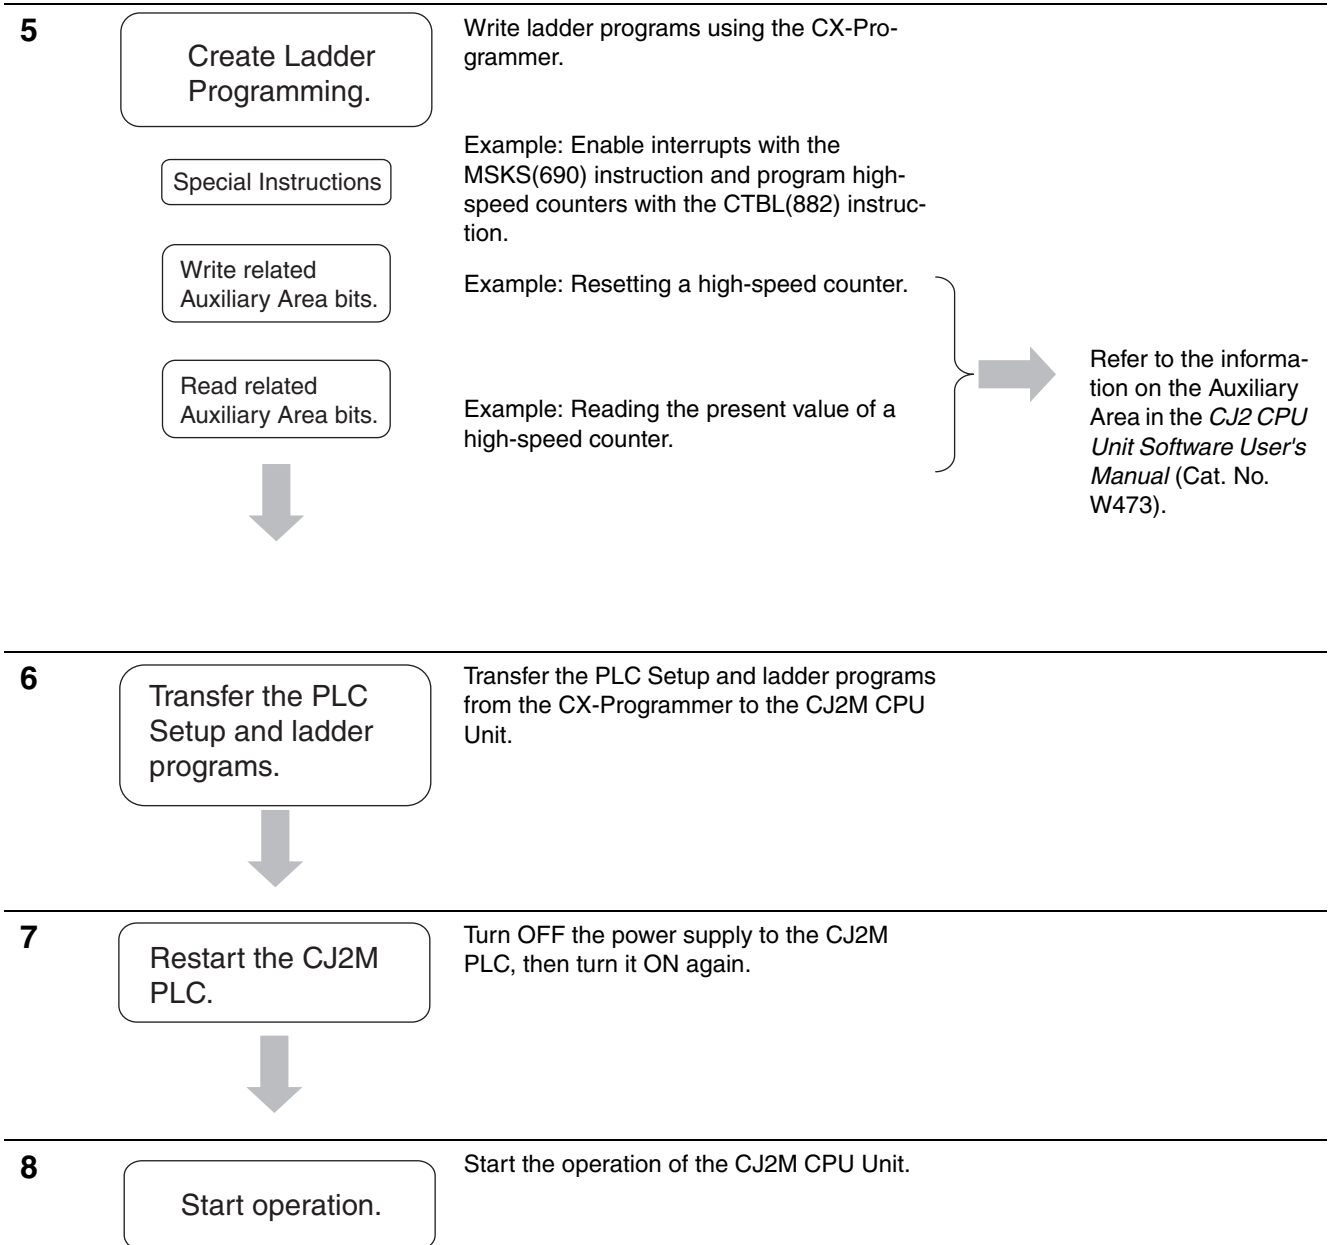 5
Create Ladder
Programming.
Write ladder programs using the CX-Pro-
grammer.
Special Instructions
Example: Enable interrupts with the
MSKS(690) instruction and program high-
speed counters with the CTBL(882) instruc-
tion.
Write related
Auxiliary Area bits.
Example: Resetting a high-speed counter.
Read related
Auxiliary Area bits.
Example: Reading the present value of a
high-speed counter.
Refer to the informa-
tion on the Auxiliary
Area in the CJ2 CPU
Unit Software User's
Manual (Cat. No.
W473).
6
Transfer the PLC
Setup and ladder
programs.
Transfer the PLC Setup and ladder programs
from the CX-Programmer to the CJ2M CPU
Unit.
7
Restart the CJ2M
PLC.
Turn OFF the power supply to the CJ2M
PLC, then turn it ON again.
8
Start operation.
Start the operation of the CJ2M CPU Unit.